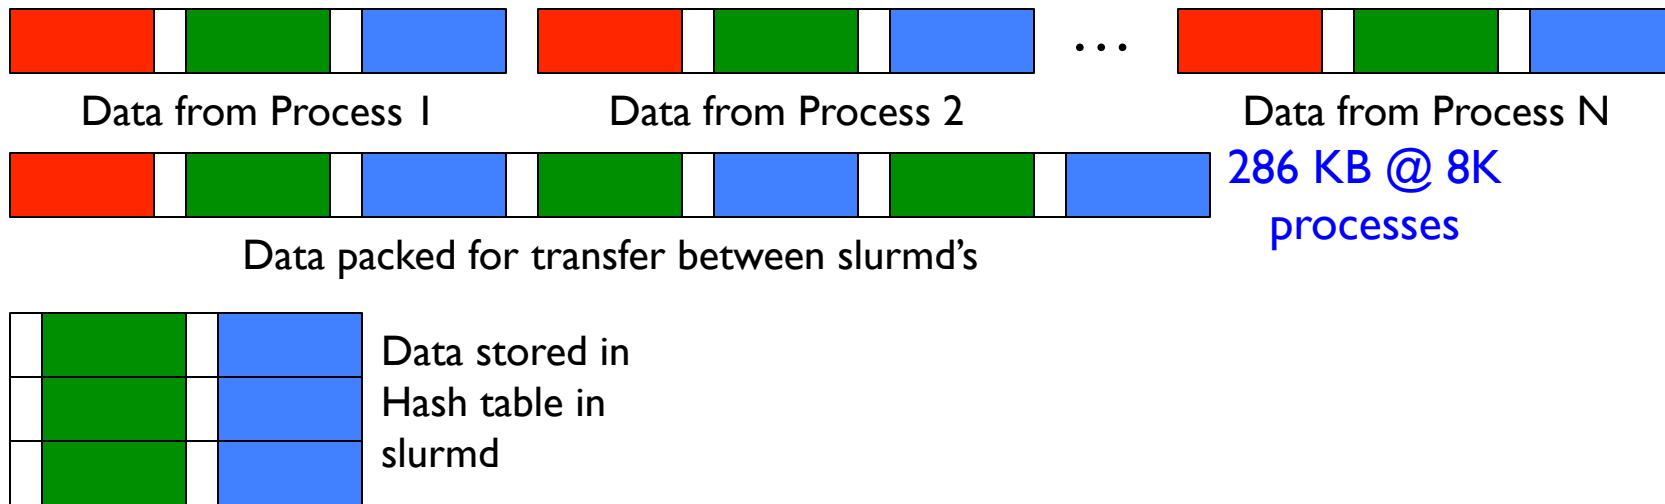 ...
Data from Process 1
Data from Process 2
Data from Process N
286 KB @ 8K
processes
Data packed for transfer between slurmd's
Data stored in
Hash table in
slurmd